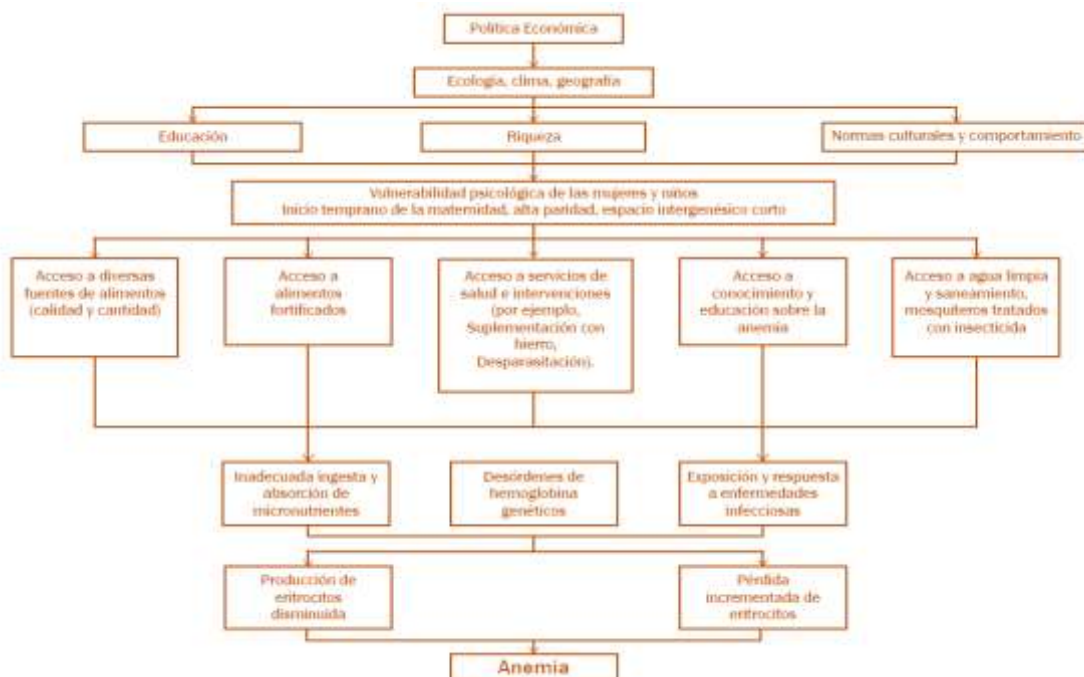 Política Económica
Ecología, clima, geografía
Educación
Riqueza
Normas culturales y comportamiento
Vulnerabilidad psicológica de las mujeres y niños
Inicio temprano de la maternidad, alta paridad, espacio intergenésico corto
Acceso a diversas
fuentes de alimentos
(calidad y cantidad)
Acceso a
alimentos
fortificados
Acceso a servicios de
salud e intervenciones
(por ejemplo,
Suplementación con
hierro,
Desparasitación).
Acceso a
conocimiento y
educación sobre la
anemia
Acceso a agua limpia
y saneamiento,
mosquiteros tratados
con insecticida
Inadecuada ingesta y
absorción de
micronutrientes
Desórdenes de
hemoglobina
genéticos
Exposición y respuesta
a enfermedades
infecciosas
Producción de
eritrocitos
disminuida
Pérdida
incrementada de
eritrocitos
Anemia